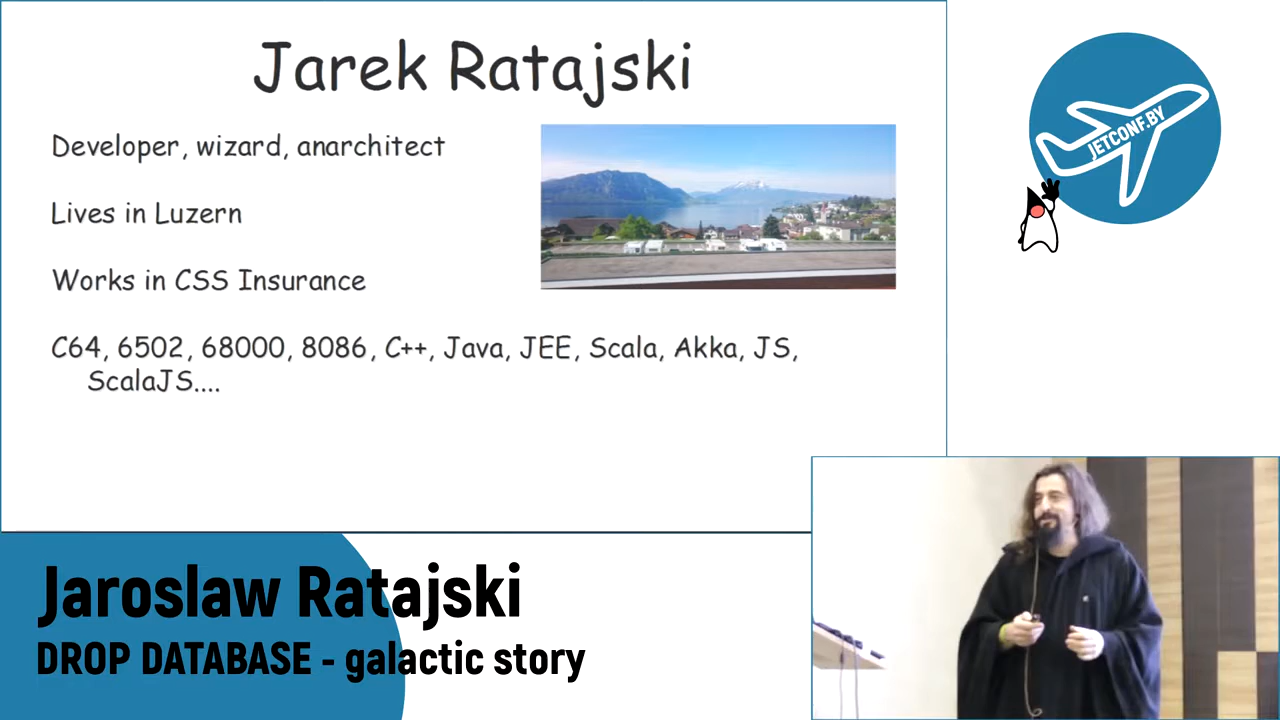 Jarek Ratajski
Developer, wizard, anarchitect
Lives in Luzern
Works in CSS Insurance
C64, 6502, 68000, 8086, C++, Java, JEE, Scala, Akka, JS,
ScalaJS....
JETCONF.BY
Jaroslaw Ratajski
DROP DATABASE - galactic story